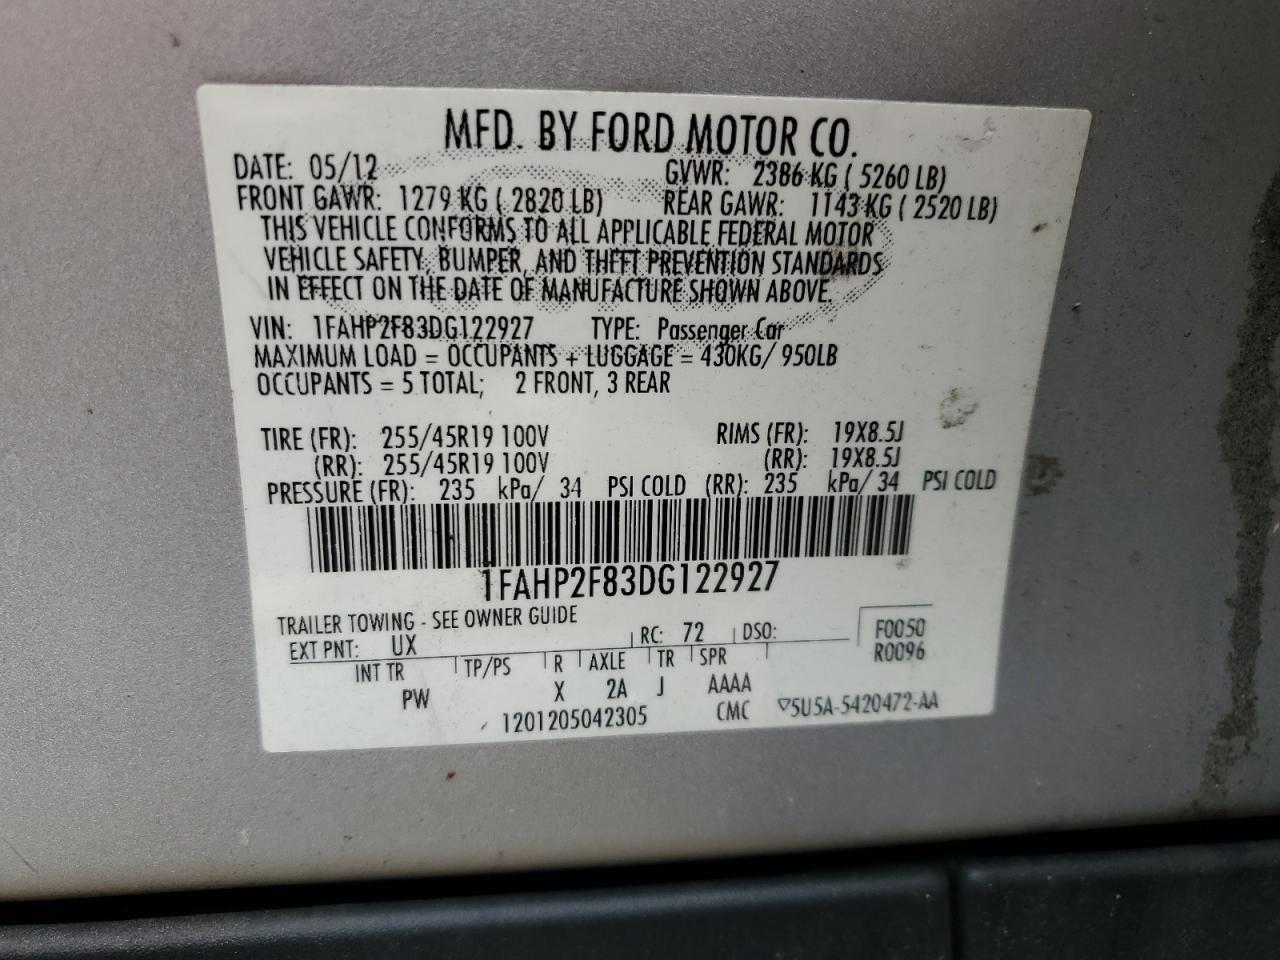 MFD. BY FORD MOTOR CO.
DATE: 05/12 GVWR: 2386 KG ( 5260 LB)
FRONT GAWR: 1279 KG ( 2820 LB) REAR GAWR: 1143 KG ( 2520 LB)
THIS VEHICLE CONFORMS TO ALL APPLICABLE FEDERAL MOTOR
VEHICLE SAFETY, BUMPER, AND THEFT PREVENTION STANDARDS
IN EFFECT ON THE DATE OF MANUFACTURE SHOWN ABOVE.
VIN: 1FAHP2F83DG122927 TYPE: Passenger Car
MAXIMUM LOAD = OCCUPANTS + LUGGAGE = 430KG/ 950LB
OCCUPANTS = 5 TOTAL; 2 FRONT, 3 REAR
TIRE (FR): 255/45R19 100V RIMS (FR): 19X8.5J
(RR): 255/45R19 100V (RR): 19X8.5J
PRESSURE (FR): 235 kPa/ 34 PSI COLD (RR): 235 kPa/ 34 PSI COLD
1FAHP2F83DG122927
TRAILER TOWING - SEE OWNER GUIDE
EXT PNT: UX RC: 72 DSO: F0050
INT TR TP/PS R AXLE TR SPR R0096
PW X 2A J AAAA
1201205042305 CMC ▽5U5A-5420472-AA